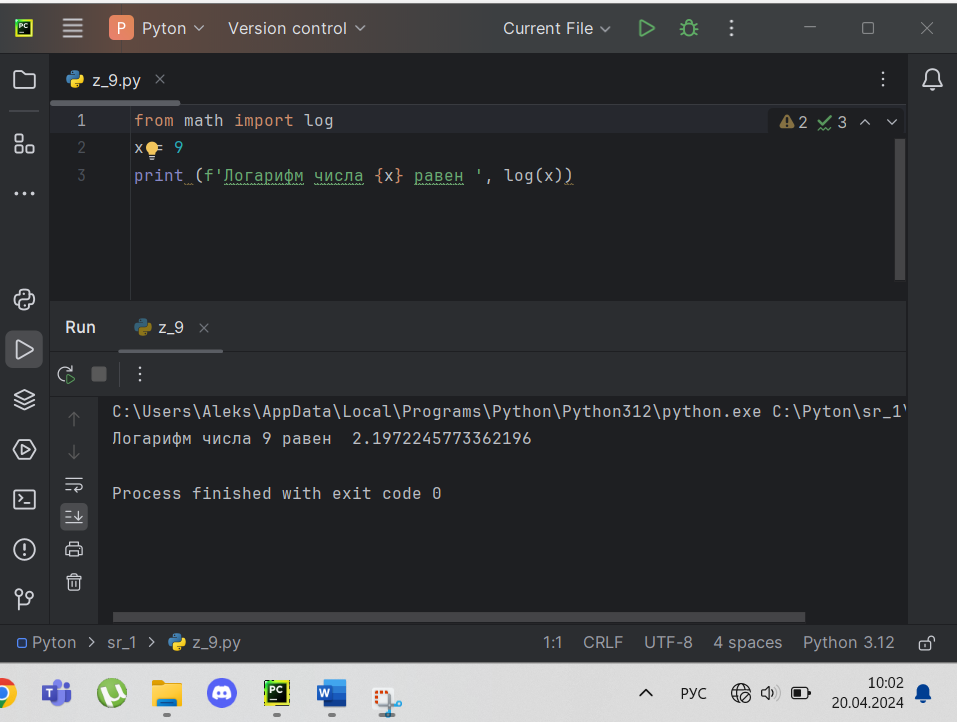 PC P Pyton Version control Current File
z_9.py
1 from math import log 2 3
2 x = 9
3 print (f'Логарифм числа {x} равен ', log(x))
Run z_9
C:\Users\Aleks\AppData\Local\Programs\Python\Python312\python.exe C:\Pyton\sr_1\
Логарифм числа 9 равен  2.1972245773362196
Process finished with exit code 0
Pyton > sr_1 > z_9.py 1:1 CRLF UTF-8 4 spaces Python 3.12
T PC W РУС 10:02
20.04.2024